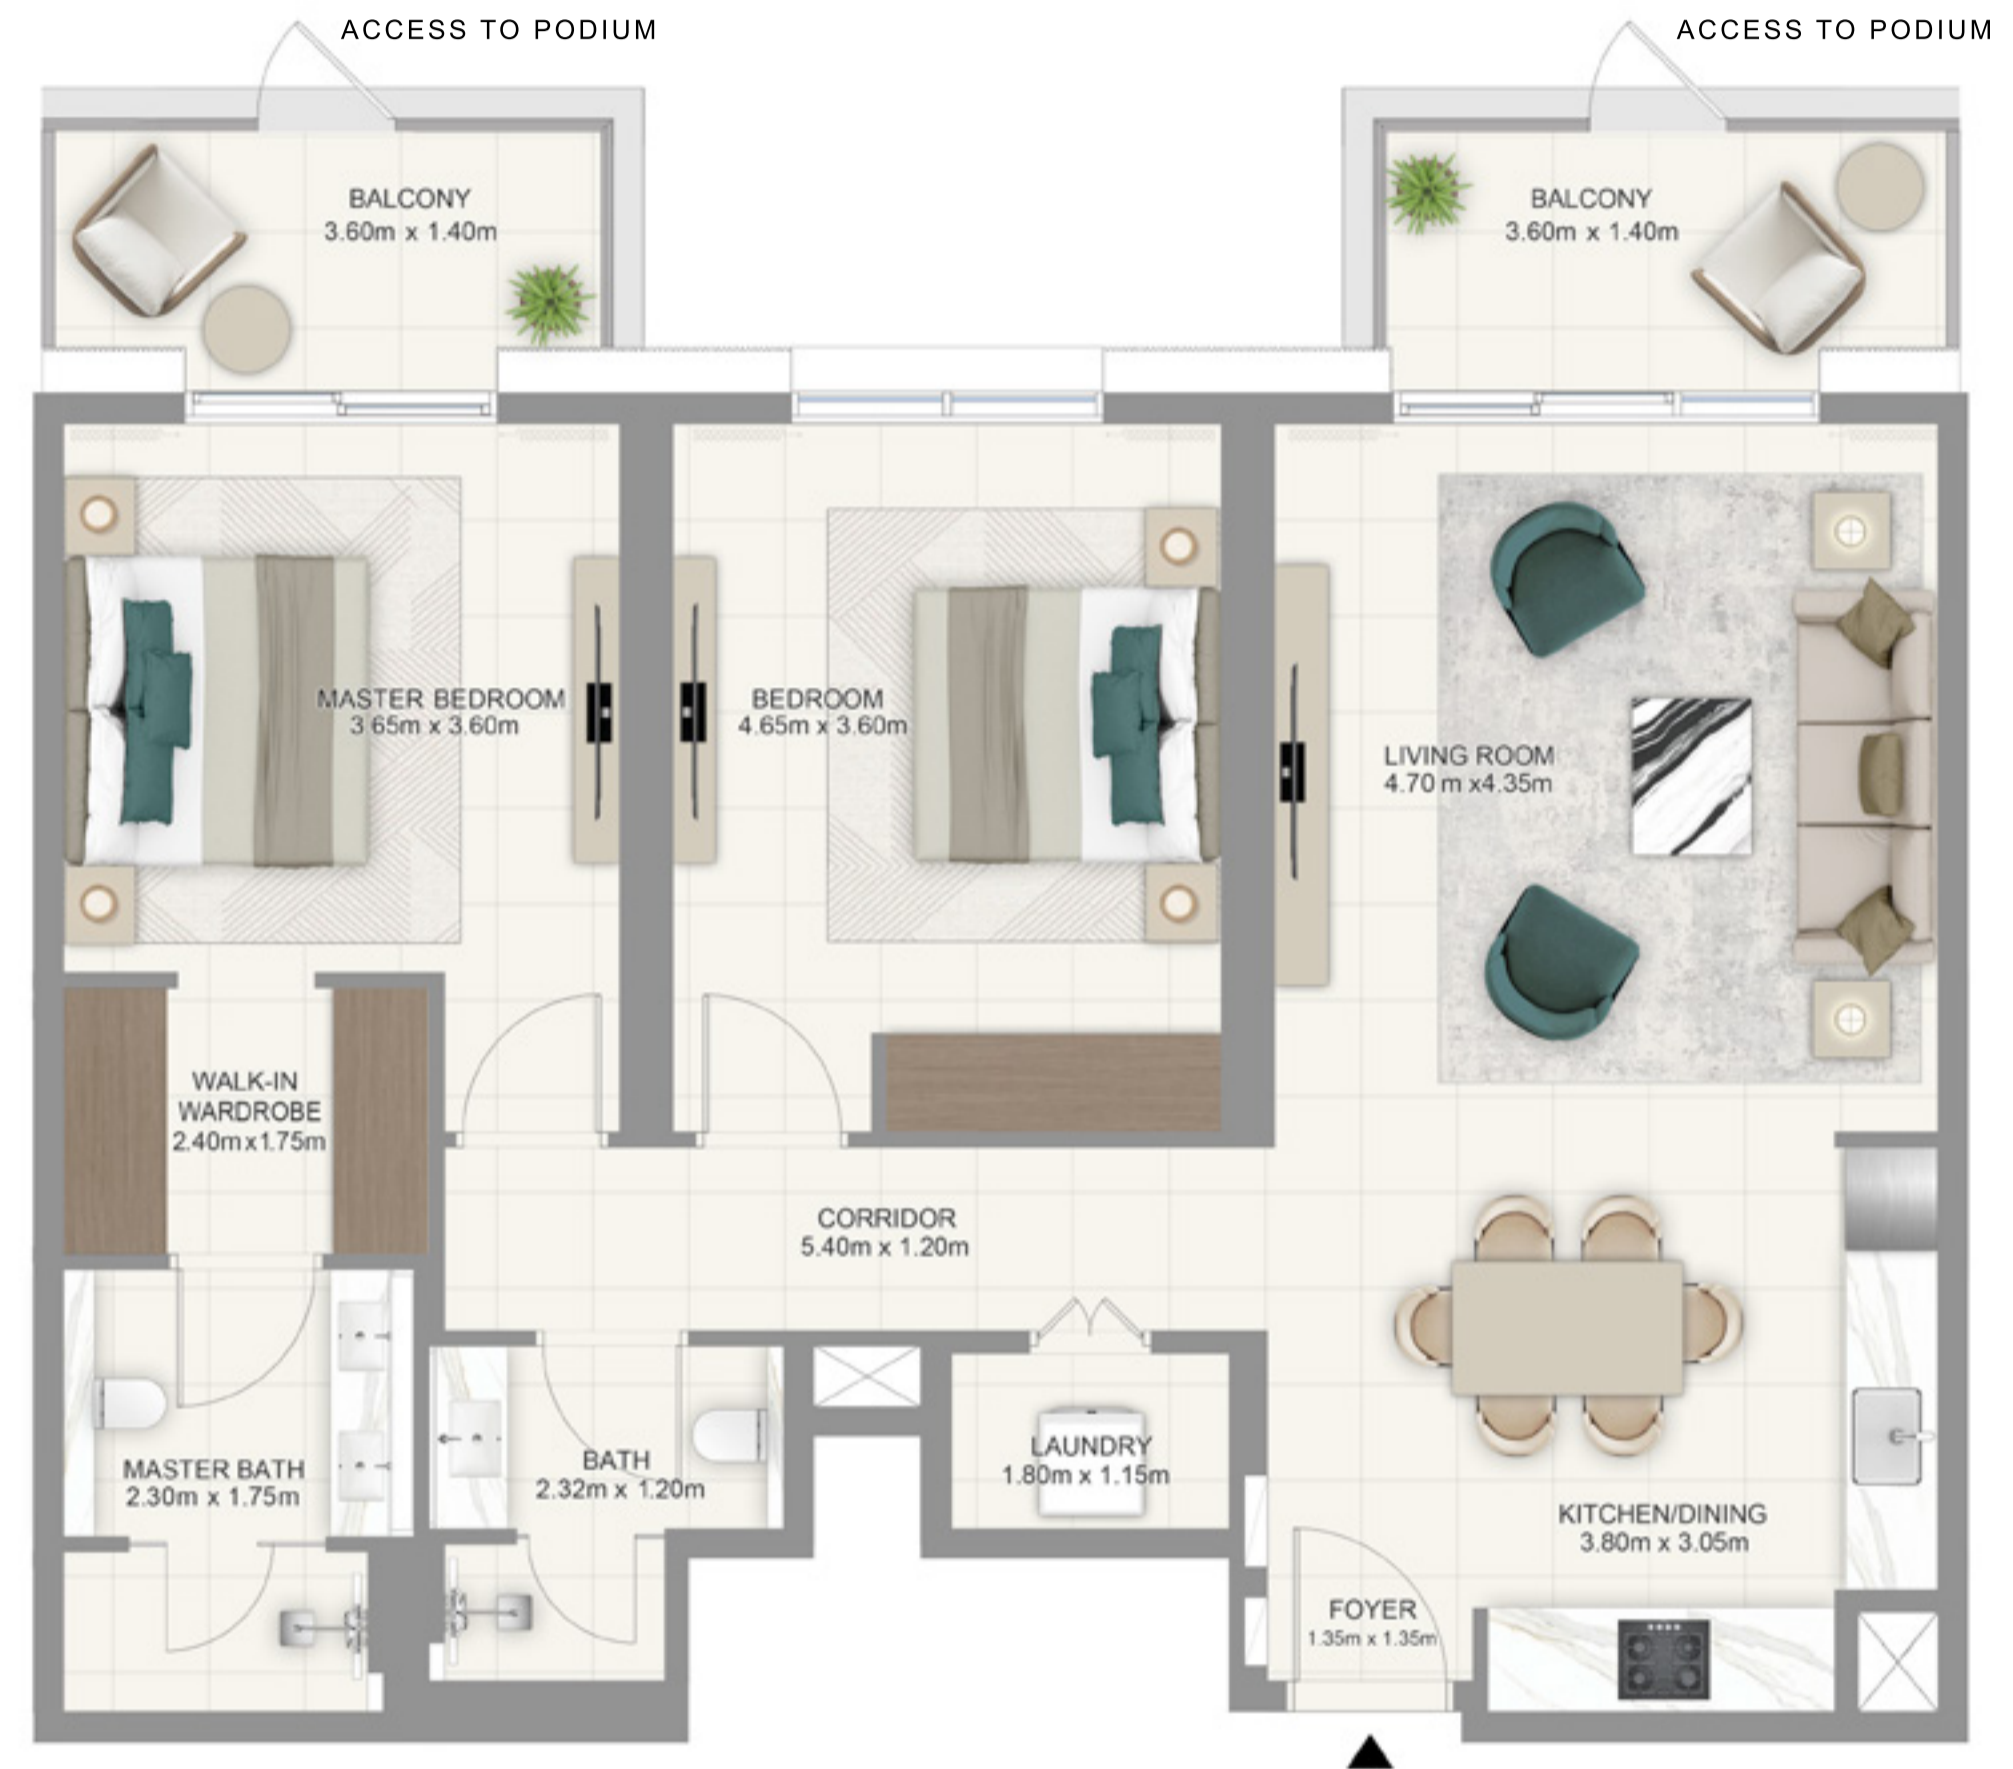 ACCESS TO PODIUM
ACCESS TO PODIUM
BALCONY
3.60m x 1.40m
BALCONY
3.60m x 1.40m
MASTER BEDROOM
3 65m x 3.60m
BEDROOM
4.65m x 3.60m
LIVING ROOM
4.70 m x4.35m
WALK-IN
WARDROBE
2.40mx1.75m
CORRIDOR
5.40m x 1.20m
MASTER BATH
2.30m x 1.75m
BATH
2.32m x 1.20m
LAUNDRY
1.80m x 1.15m
KITCHEN/DINING
3.80m x 3.05m
FOYER
1.35m x 1.35m